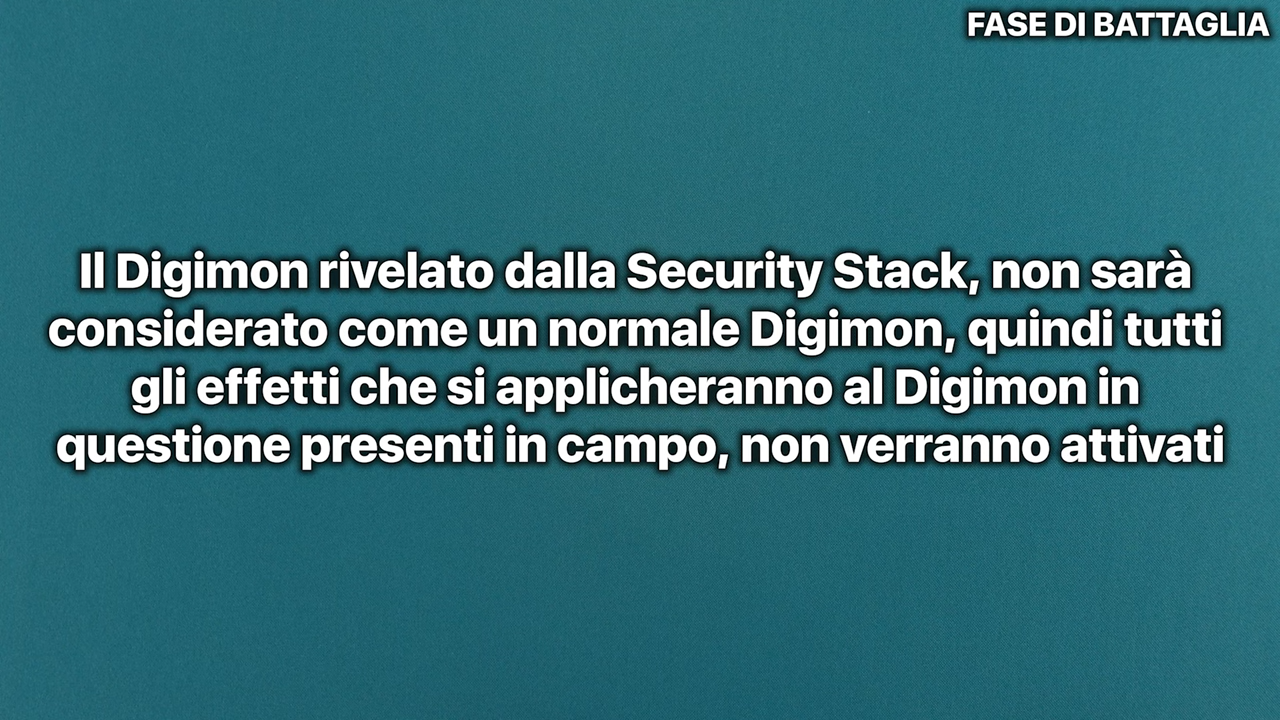 FASE DI BATTAGLIA
Il Digimon rivelato dalla Security Stack, non sarà
considerato come un normale Digimon, quindi tutti
gli effetti che si applicheranno al Digimon in
questione presenti in campo, non verranno attivati